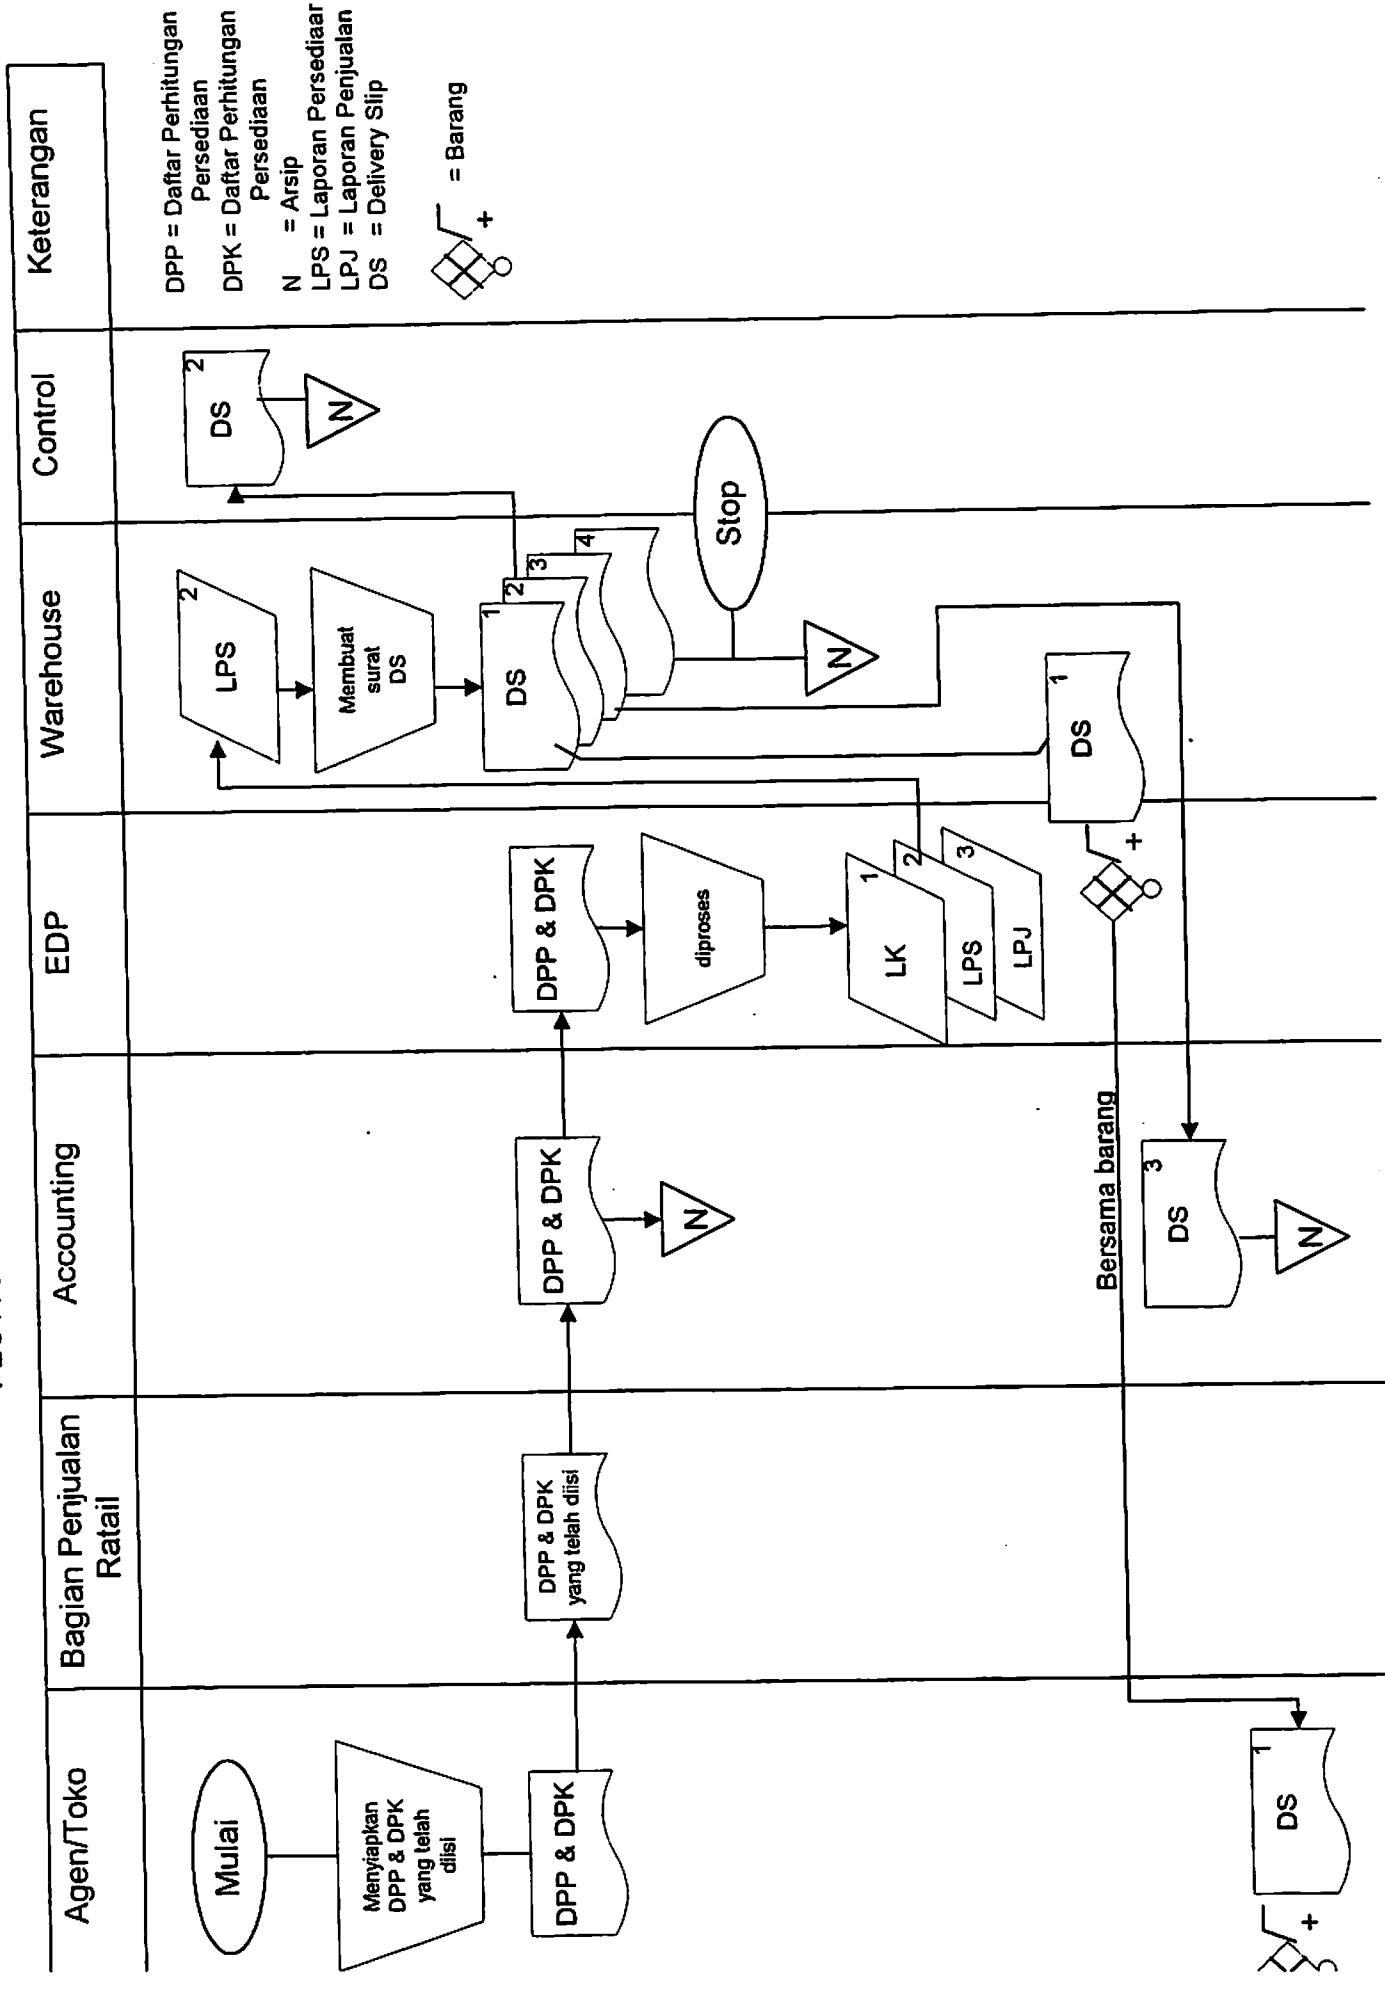 Agen/Toko
Bagian Penjualan
Ratail
Accounting
EDP
Warehouse
Control
Keterangan
Mulai
Menyiapkan
DPP & DPK
yang telah
diisi
DPP & DPK
DS
1
+
DPP & DPK
yang telah diisi
DPP & DPK
N
Bersama barang
DS
3
N
DPP & DPK
diproses
LK
1
LPS
2
LPJ
3
+
LPS
2
Membuat
surat
DS
DS
1
2
3
4
N
Stop
DS
1
DS
2
N
DPP = Daftar Perhitungan
Persediaan
DPK = Daftar Perhitungan
Persediaan
N = Arsip
LPS = Laporan Persediaar
LPJ = Laporan Penjualan
DS = Delivery Slip
+ = Barang